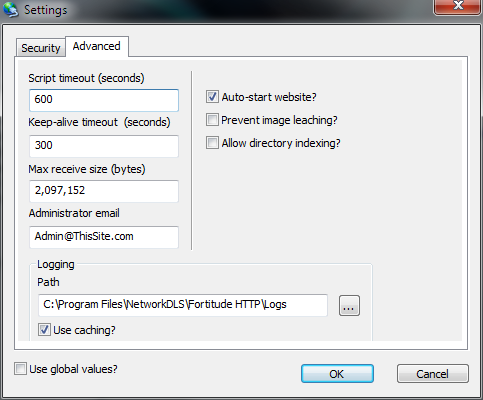 Settings
Security
Advanced
Script timeout (seconds)
600
Keep-alive timeout (seconds)
300
Max receive size (bytes)
2,097,152
Administrator email
Admin@ThisSite.com
Auto-start website?
Prevent image leaching?
Allow directory indexing?
Logging
Path
C:\Program Files\NetworkDLS\Fortitude HTTP\Logs
...
Use caching?
Use global values?
OK
Cancel